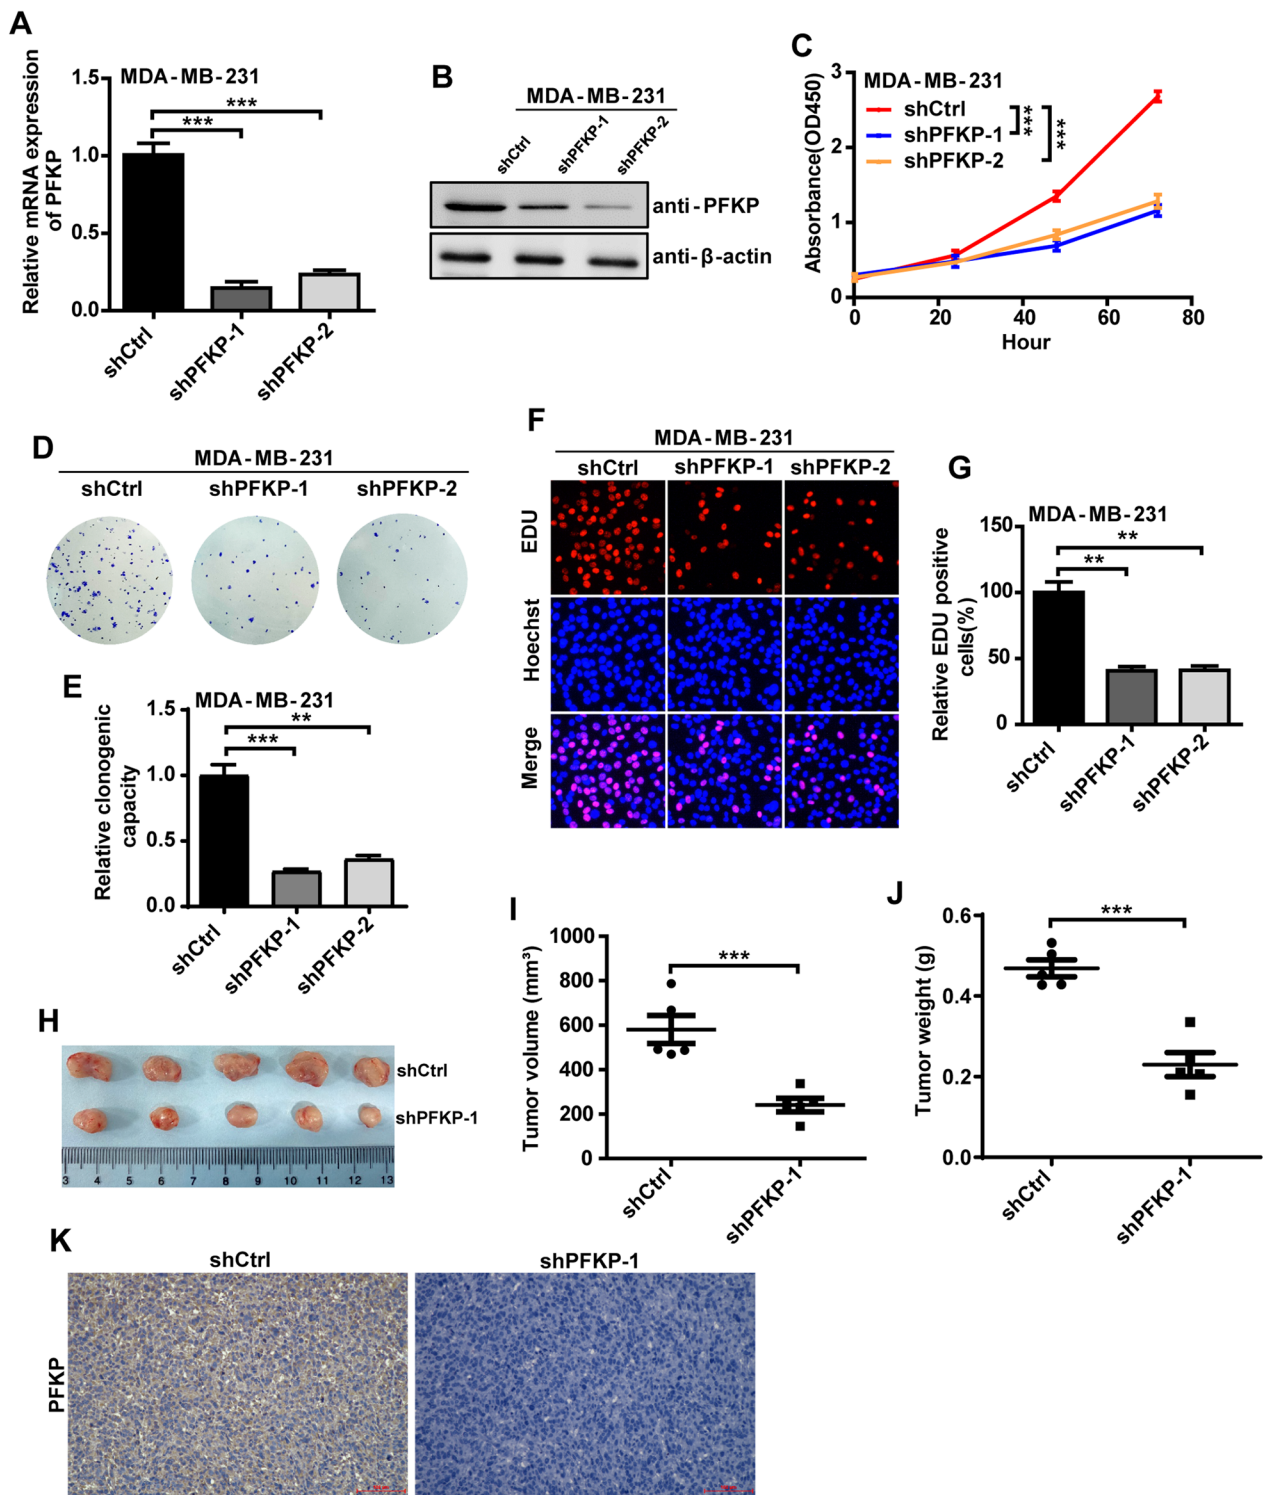 A
MDA-MB-231
Relative mRNA expression
of PFKP
1.5
1.0
0.5
0.0
***
***
shCtrl
shPFKP-1
shPFKP-2
B
MDA-MB-231
shCtrl
shPFKP-1
shPFKP-2
anti-PFKP
anti-β-actin
C
MDA-MB-231
shCtrl
shPFKP-1
shPFKP-2
***
***
Absorbance(OD450)
3
2
1
0
0 20 40 60 80
Hour
D
MDA-MB-231
shCtrl shPFKP-1 shPFKP-2
E
MDA-MB-231
Relative clonogenic
capacity
1.5
1.0
0.5
0.0
**
***
shCtrl
shPFKP-1
shPFKP-2
F
MDA-MB-231
shCtrl shPFKP-1 shPFKP-2
EDU
Hoechst
Merge
G
MDA-MB-231
Relative EDU positive
cells(%)
150
100
50
0
**
**
shCtrl
shPFKP-1
shPFKP-2
H
shCtrl
shPFKP-1
3 4 5 6 7 8 9 10 11 12 13
I
Tumor volume (mm³)
1000
800
600
400
200
0
***
shCtrl
shPFKP-1
J
Tumor weight (g)
0.6
0.4
0.2
0.0
***
shCtrl
shPFKP-1
K
shCtrl shPFKP-1
PFKP